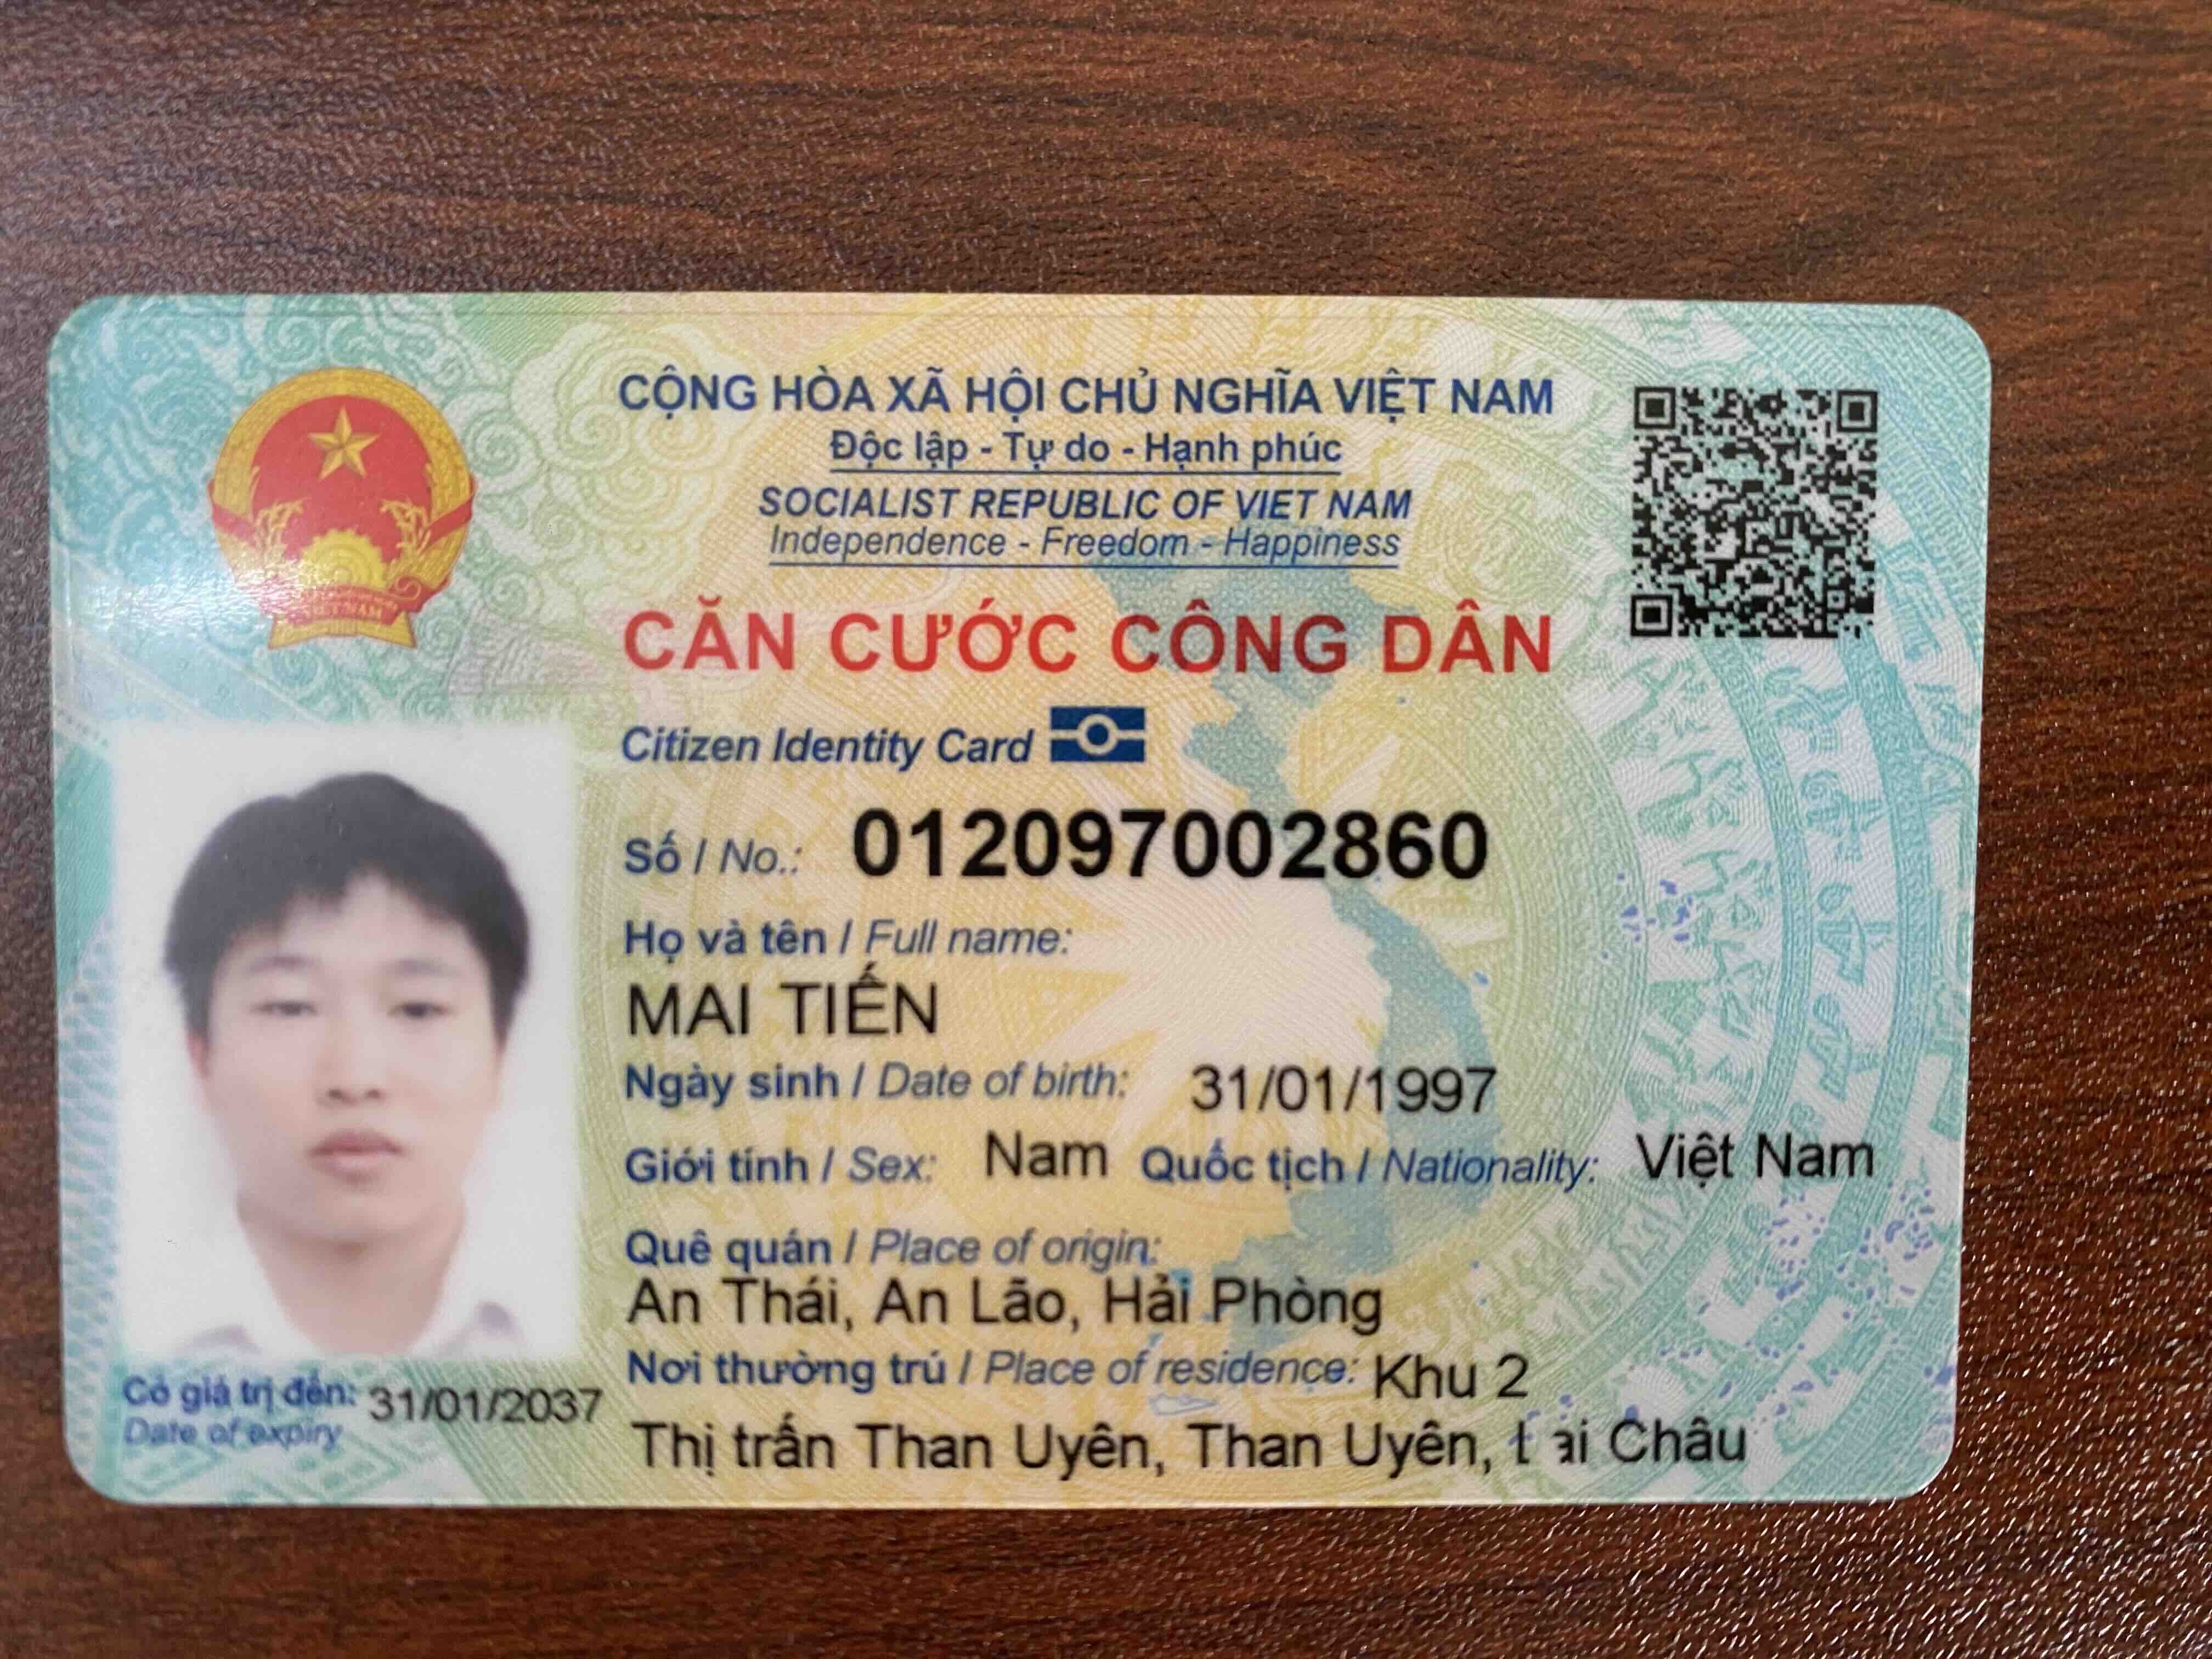 CỘNG HÒA XÃ HỘI CHỦ NGHĨA VIỆT NAM
Độc lập - Tự do - Hạnh phúc
SOCIALIST REPUBLIC OF VIET NAM
Independence - Freedom - Happiness
CĂN CƯỚC CÔNG DÂN
Citizen Identity Card
Số / No.: 012097002860
Họ và tên / Full name:
MAI TIẾN
Ngày sinh / Date of birth: 31/01/1997
Giới tính / Sex: Nam Quốc tịch / Nationality: Việt Nam
Quê quán / Place of origin:
An Thái, An Lão, Hải Phòng
Nơi thường trú / Place of residence: Khu 2
Thị trấn Than Uyên, Than Uyên, Lai Châu
Có giá trị đến: 31/01/2037
Date of expiry